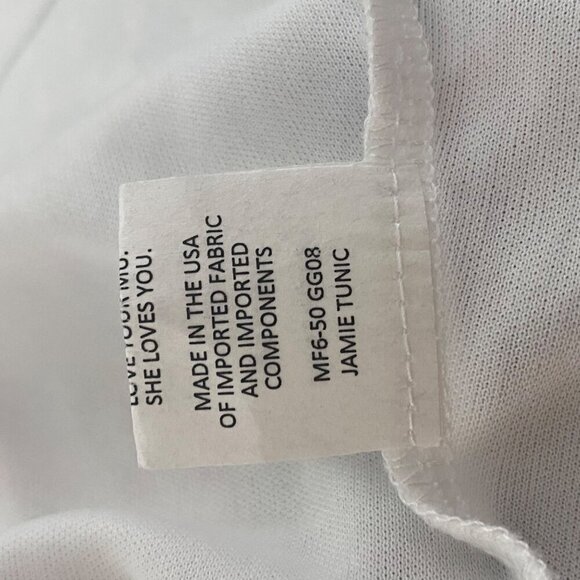 SHE LOVES YOU.
MADE IN THE USA
OF IMPORTED FABRIC
AND IMPORTED
COMPONENTS
MF6-50 GG08
JAMIE TUNIC